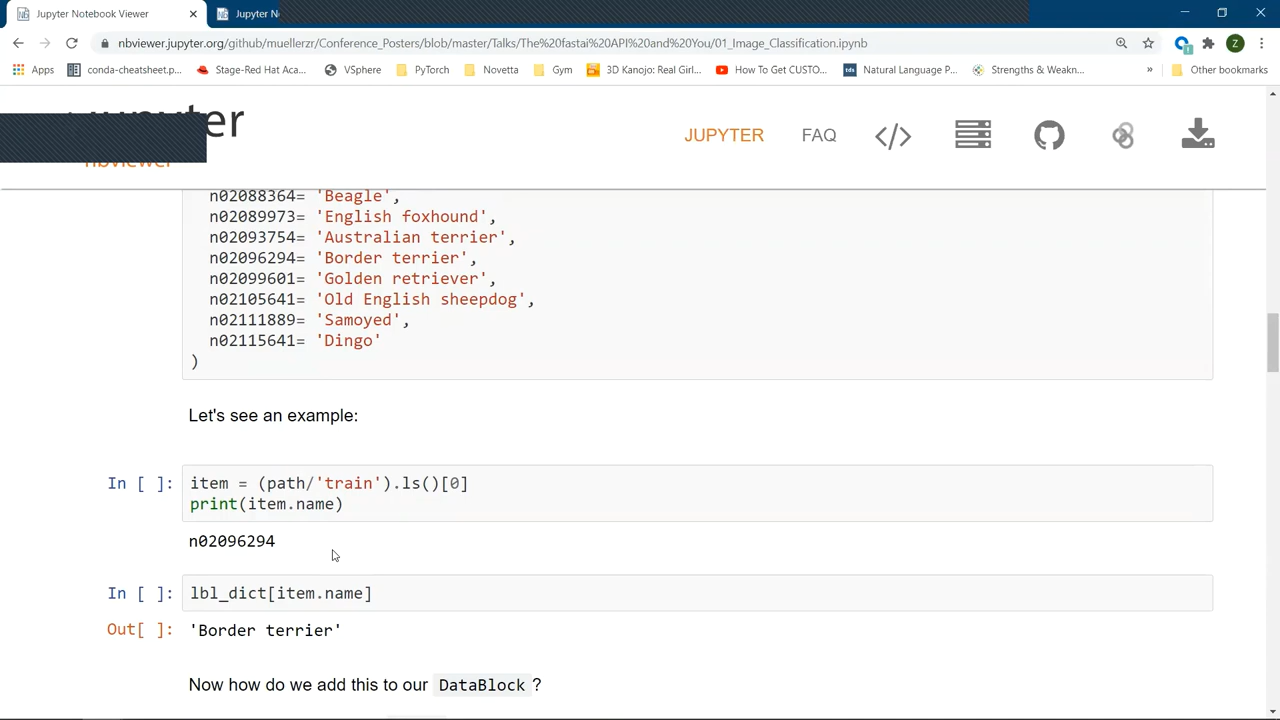 Jupyter Notebook Viewer
Jupyter N
nbviewer.jupyter.org/github/muellerzr/Conference_Posters/blob/master/Talks/The%20fastai%20API%20and%20You/01_Image_Classification.ipynb
Z
Apps conda-cheatsheet.p... Stage-Red Hat Aca... VSphere PyTorch Novetta Gym 3D Kanojo: Real Girl... How To Get CUSTO... Natural Language P... Strengths & Weakn... » Other bookmarks
JUPYTER FAQ
n02088364= 'Beagle',
n02089973= 'English foxhound',
n02093754= 'Australian terrier',
n02096294= 'Border terrier',
n02099601= 'Golden retriever',
n02105641= 'Old English sheepdog',
n02111889= 'Samoyed',
n02115641= 'Dingo'
)
Let's see an example:
In [ ]: item = (path/'train').ls()[0]
print(item.name)
n02096294
In [ ]: lbl_dict[item.name]
Out[ ]: 'Border terrier'
Now how do we add this to our DataBlock ?